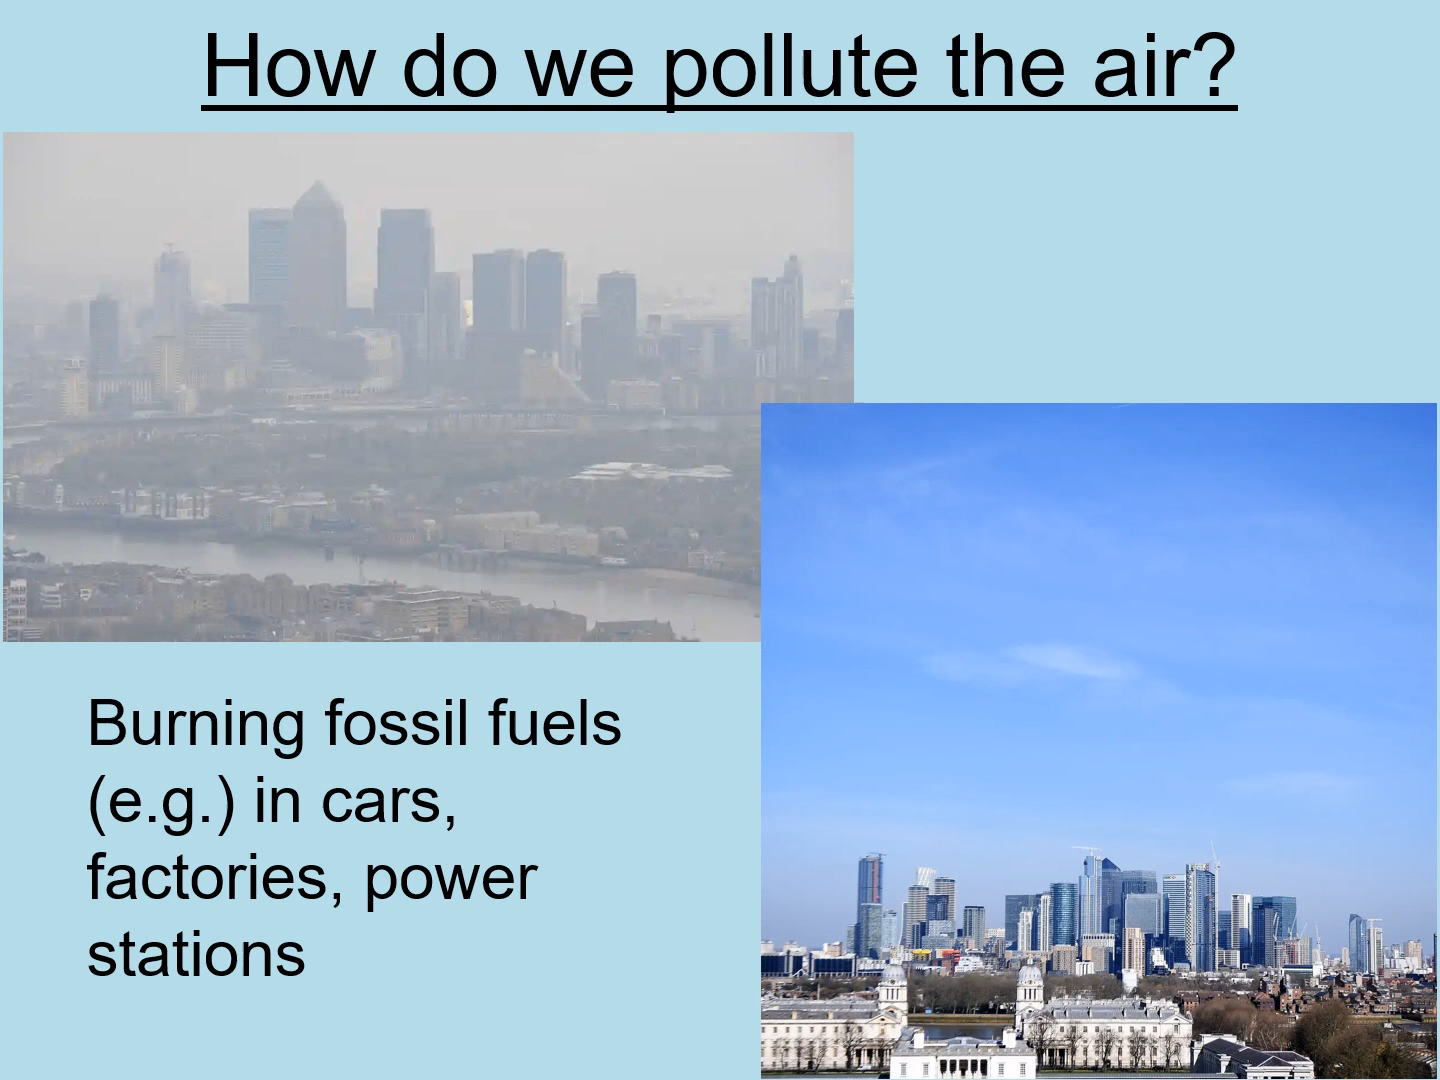 How do we pollute the air?
Burning fossil fuels
(e.g.) in cars,
factories, power
stations